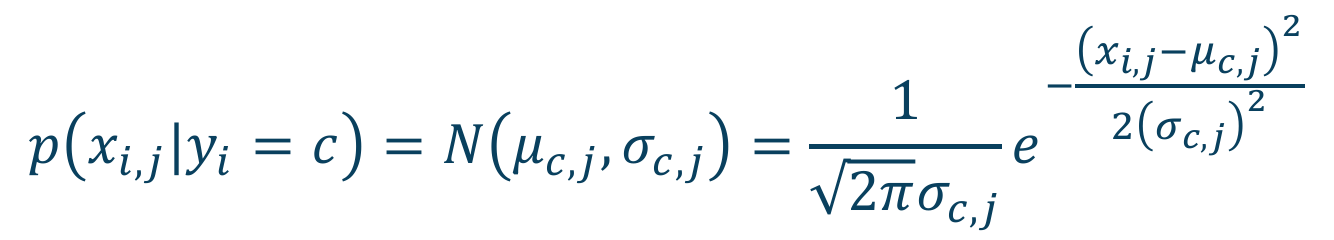 p(x_{i,j}|y_i = c) = N(μ_{c,j}, σ_{c,j}) = \frac{1}{\sqrt{2π}σ_{c,j}} e^{-\frac{(x_{i,j}-μ_{c,j})^2}{2(σ_{c,j})^2}}